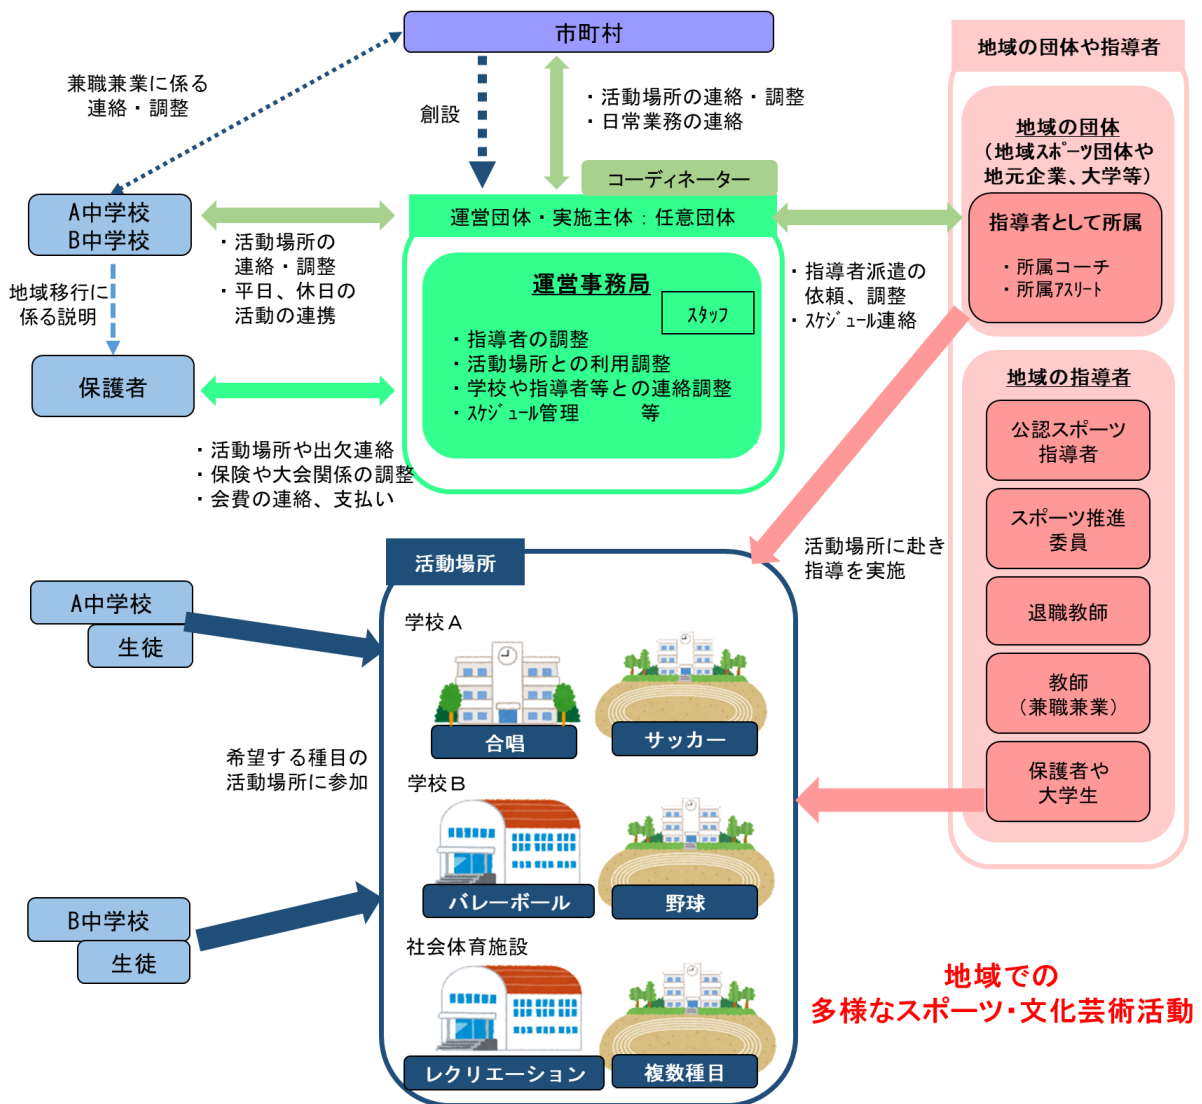 市町村
兼職兼業に係る
連絡・調整
創設
・活動場所の連絡・調整
・日常業務の連絡
コーディネーター
A中学校
B中学校
・活動場所の
連絡・調整
・平日、休日の
活動の連携
地域移行に
係る説明
保護者
・活動場所や出欠連絡
・保険や大会関係の調整
・会費の連絡、支払い
運営団体・実施主体：任意団体
運営事務局
スタッフ
・指導者の調整
・活動場所との利用調整
・学校や指導者等との連絡調整
・スケジュール管理　　　等
・指導者派遣の
依頼、調整
・スケジュール連絡
地域の団体や指導者
地域の団体
（地域スポーツ団体や
地元企業、大学等）
指導者として所属
・所属コーチ
・所属アスリート
地域の指導者
公認スポーツ
指導者
スポーツ推進
委員
退職教師
教師
（兼職兼業）
保護者や
大学生
活動場所に赴き
指導を実施
A中学校
生徒
B中学校
生徒
希望する種目の
活動場所に参加
活動場所
学校Ａ
合唱
サッカー
学校Ｂ
バレーボール
野球
社会体育施設
レクリエーション
複数種目
地域での
多様なスポーツ・文化芸術活動